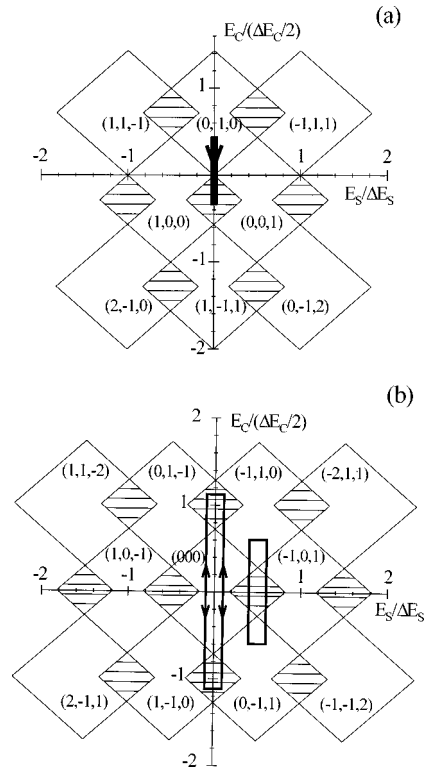 (a)
E_C/(ΔE_C/2)
1
(1,1,-1) (0,-1,0) (-1,1,1)
-2 -1 1 2
E_S/ΔE_S
(1,0,0) (0,0,1)
-1
(2,-1,0) (1,-1,1) (0,-1,2)
-2
(b)
2
E_C/(ΔE_C/2)
(1,1,-2) (0,1,-1) (-1,1,0) (-2,1,1)
1
(1,0,-1) (000) (-1,0,1)
-2 -1 1 2
E_S/ΔE_S
-1
(2,-1,1) (1,-1,0) (0,-1,1) (-1,-1,2)
-2